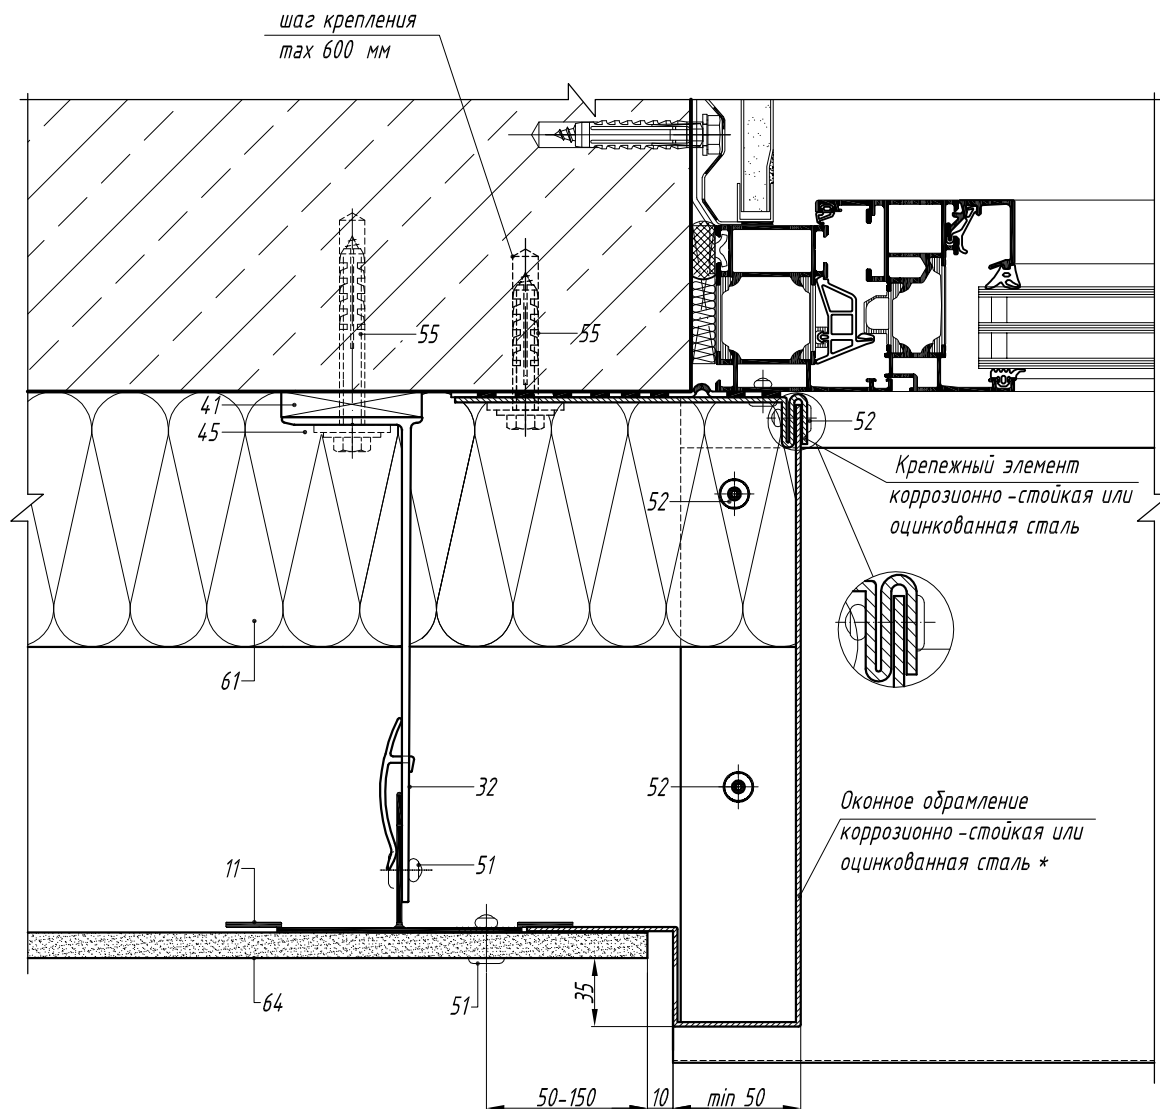 шаг крепления
max 600 мм
55
55
41
45
52
Крепежный элемент
коррозионно-стойкая или
оцинкованная сталь
52
61
32
52
Оконное обрамление
коррозионно-стойкая или
оцинкованная сталь *
11
51
64
51
35
50-150
10
min 50